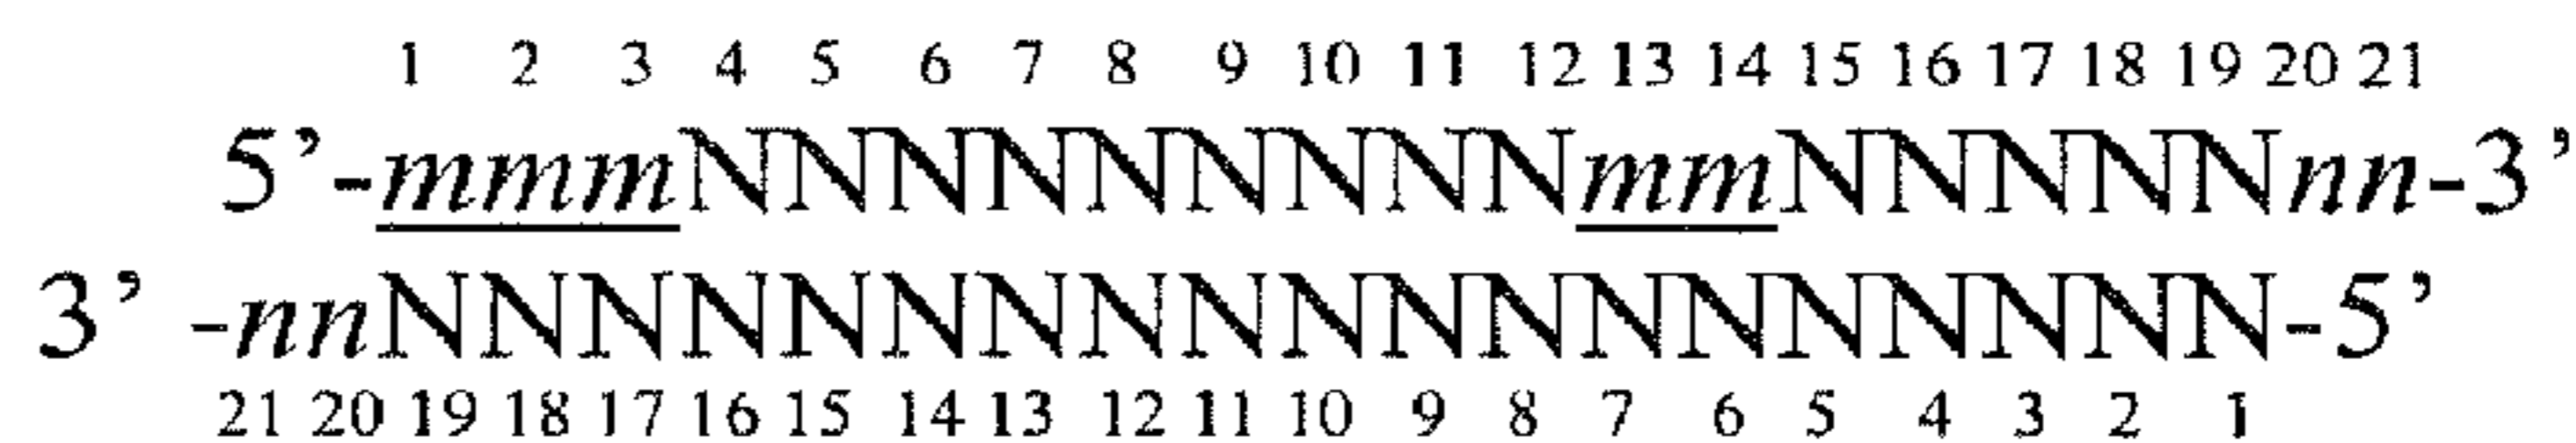 1 2 3 4 5 6 7 8 9 10 11 12 13 14 15 16 17 18 19 20 21
5’-mmmNNNNNNNNNmmNNNNNnn-3’
3’ -nnNNNNNNNNNNNNNNNNNNN-5’
21 20 19 18 17 16 15 14 13 12 11 10 9 8 7 6 5 4 3 2 1